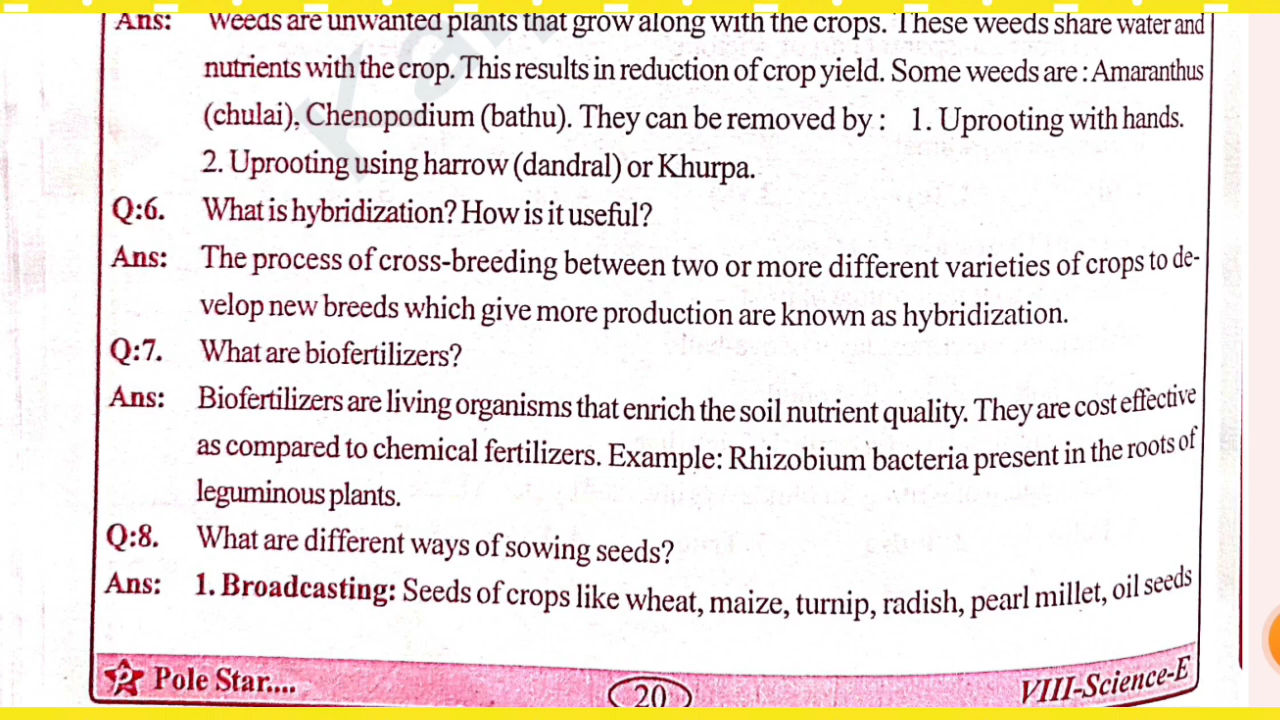 Ans: Weeds are unwanted plants that grow along with the crops. These weeds share water and
nutrients with the crop. This results in reduction of crop yield. Some weeds are : Amaranthus
(chulai), Chenopodium (bathu). They can be removed by : 1. Uprooting with hands.
2. Uprooting using harrow (dandral) or Khurpa.
Q:6. What is hybridization? How is it useful?
Ans: The process of cross-breeding between two or more different varieties of crops to de-
velop new breeds which give more production are known as hybridization.
Q:7. What are biofertilizers?
Ans: Biofertilizers are living organisms that enrich the soil nutrient quality. They are cost effective
as compared to chemical fertilizers. Example: Rhizobium bacteria present in the roots of
leguminous plants.
Q:8. What are different ways of sowing seeds?
Ans: 1. Broadcasting: Seeds of crops like wheat, maize, turnip, radish, pearl millet, oil seeds
Pole Star.... 20 VIII-Science-E